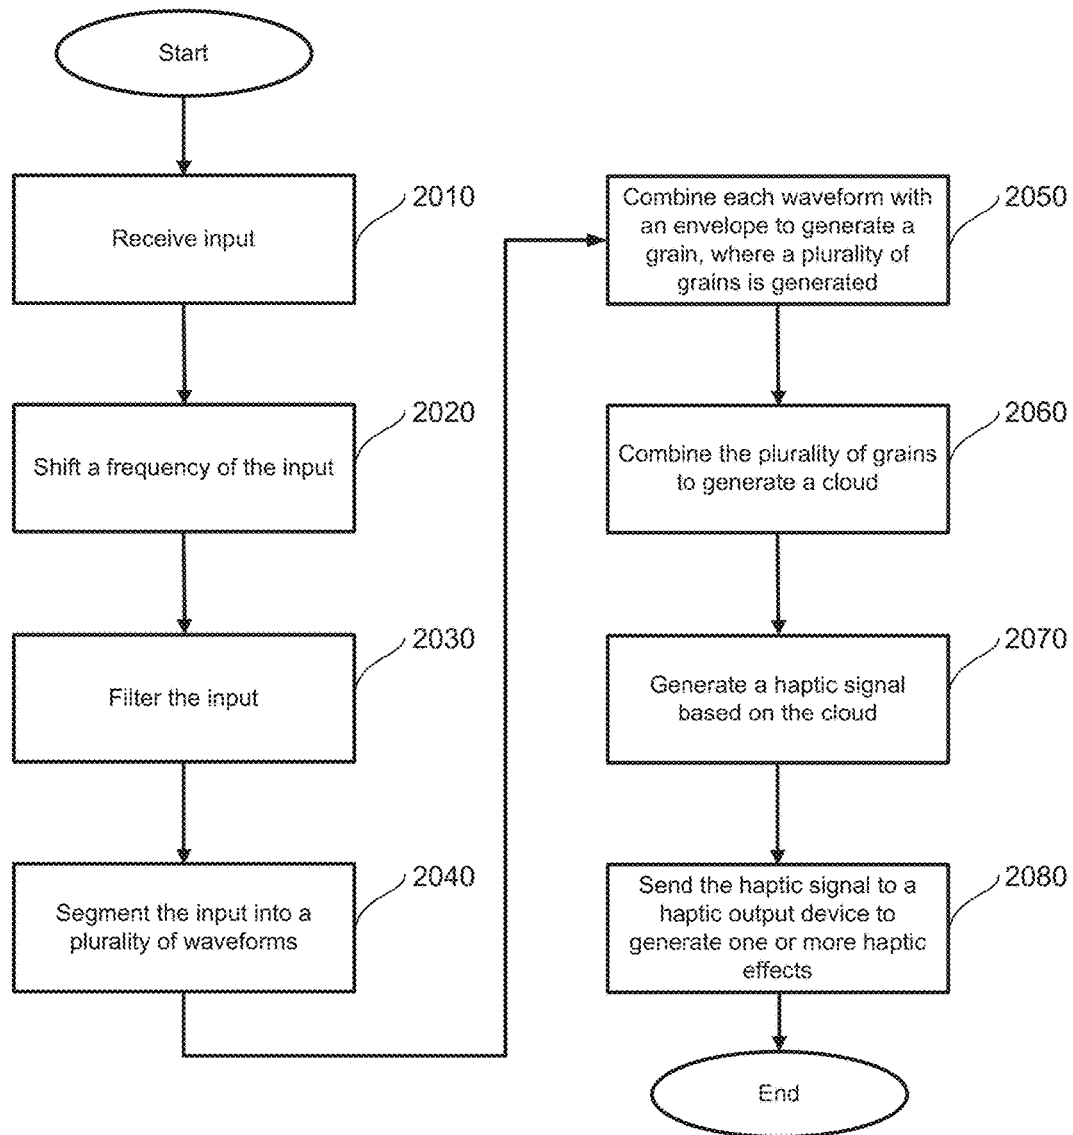 Start
2010
Receive input
2020
Shift a frequency of the input
2030
Filter the input
2040
Segment the input into a
plurality of waveforms
2050
Combine each waveform with
an envelope to generate a
grain, where a plurality of
grains is generated
2060
Combine the plurality of grains
to generate a cloud
2070
Generate a haptic signal
based on the cloud
2080
Send the haptic signal to a
haptic output device to
generate one or more haptic
effects
End